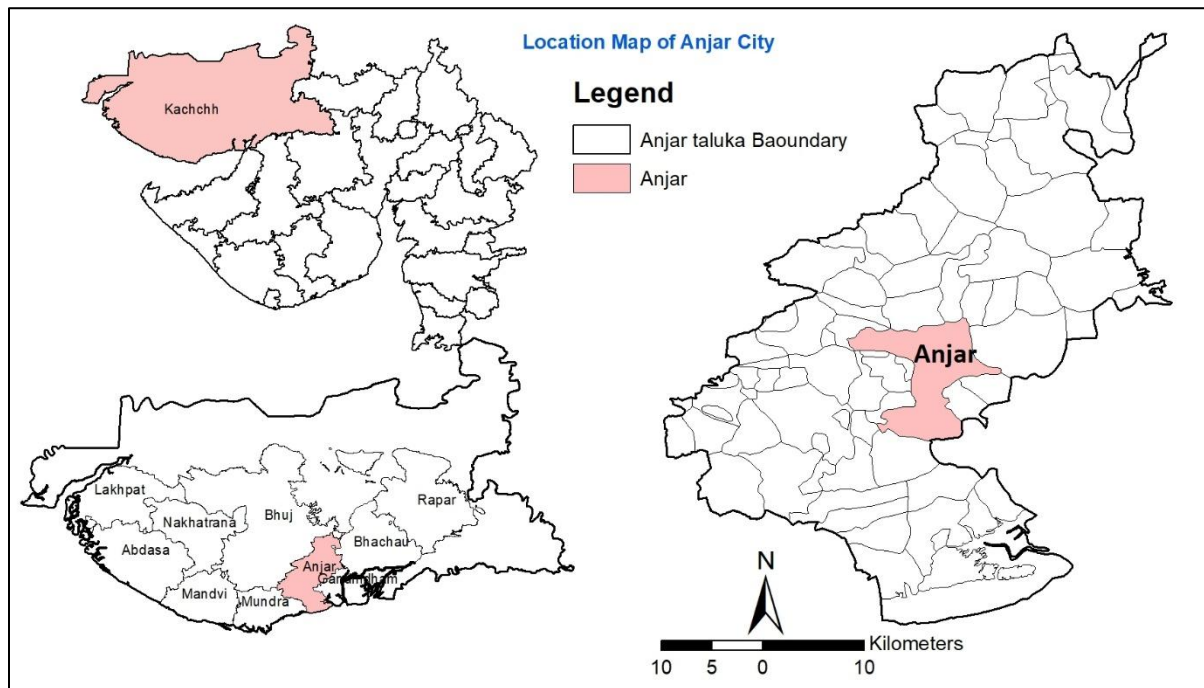 Location Map of Anjar City
Kachchh
Legend
Anjar taluka Baoundary
Anjar
Anjar
Lakhpat
Nakhatrana
Bhuj
Rapar
Abdasa
Bhachau
Anjar
Mandvi
Mundra
N
Kilometers
10 5 0 10